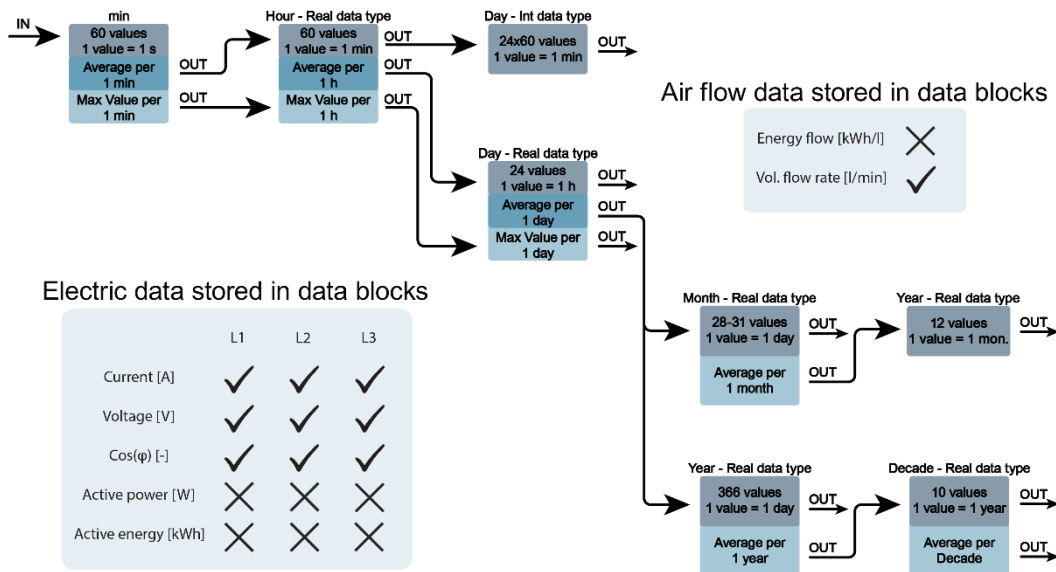 IN
min
60 values
1 value = 1 s
Average per
1 min
OUT
Max Value per
1 min
OUT
Hour - Real data type
60 values
1 value = 1 min
OUT
Average per
1 h
OUT
Max Value per
1 h
OUT
Day - Int data type
24x60 values
1 value = 1 min
OUT
Air flow data stored in data blocks
Energy flow [kWh/l]
Vol. flow rate [l/min]
Day - Real data type
24 values
1 value = 1 h
OUT
Average per
1 day
OUT
Max Value per
1 day
OUT
Electric data stored in data blocks
L1 L2 L3
Current [A]
Voltage [V]
Cos(φ) [-]
Active power [W]
Active energy [kWh]
Month - Real data type
28-31 values
1 value = 1 day
OUT
Average per
1 month
OUT
Year - Real data type
12 values
1 value = 1 mon.
OUT
Year - Real data type
366 values
1 value = 1 day
OUT
Average per
1 year
OUT
Decade - Real data type
10 values
1 value = 1 year
OUT
Average per
Decade
OUT